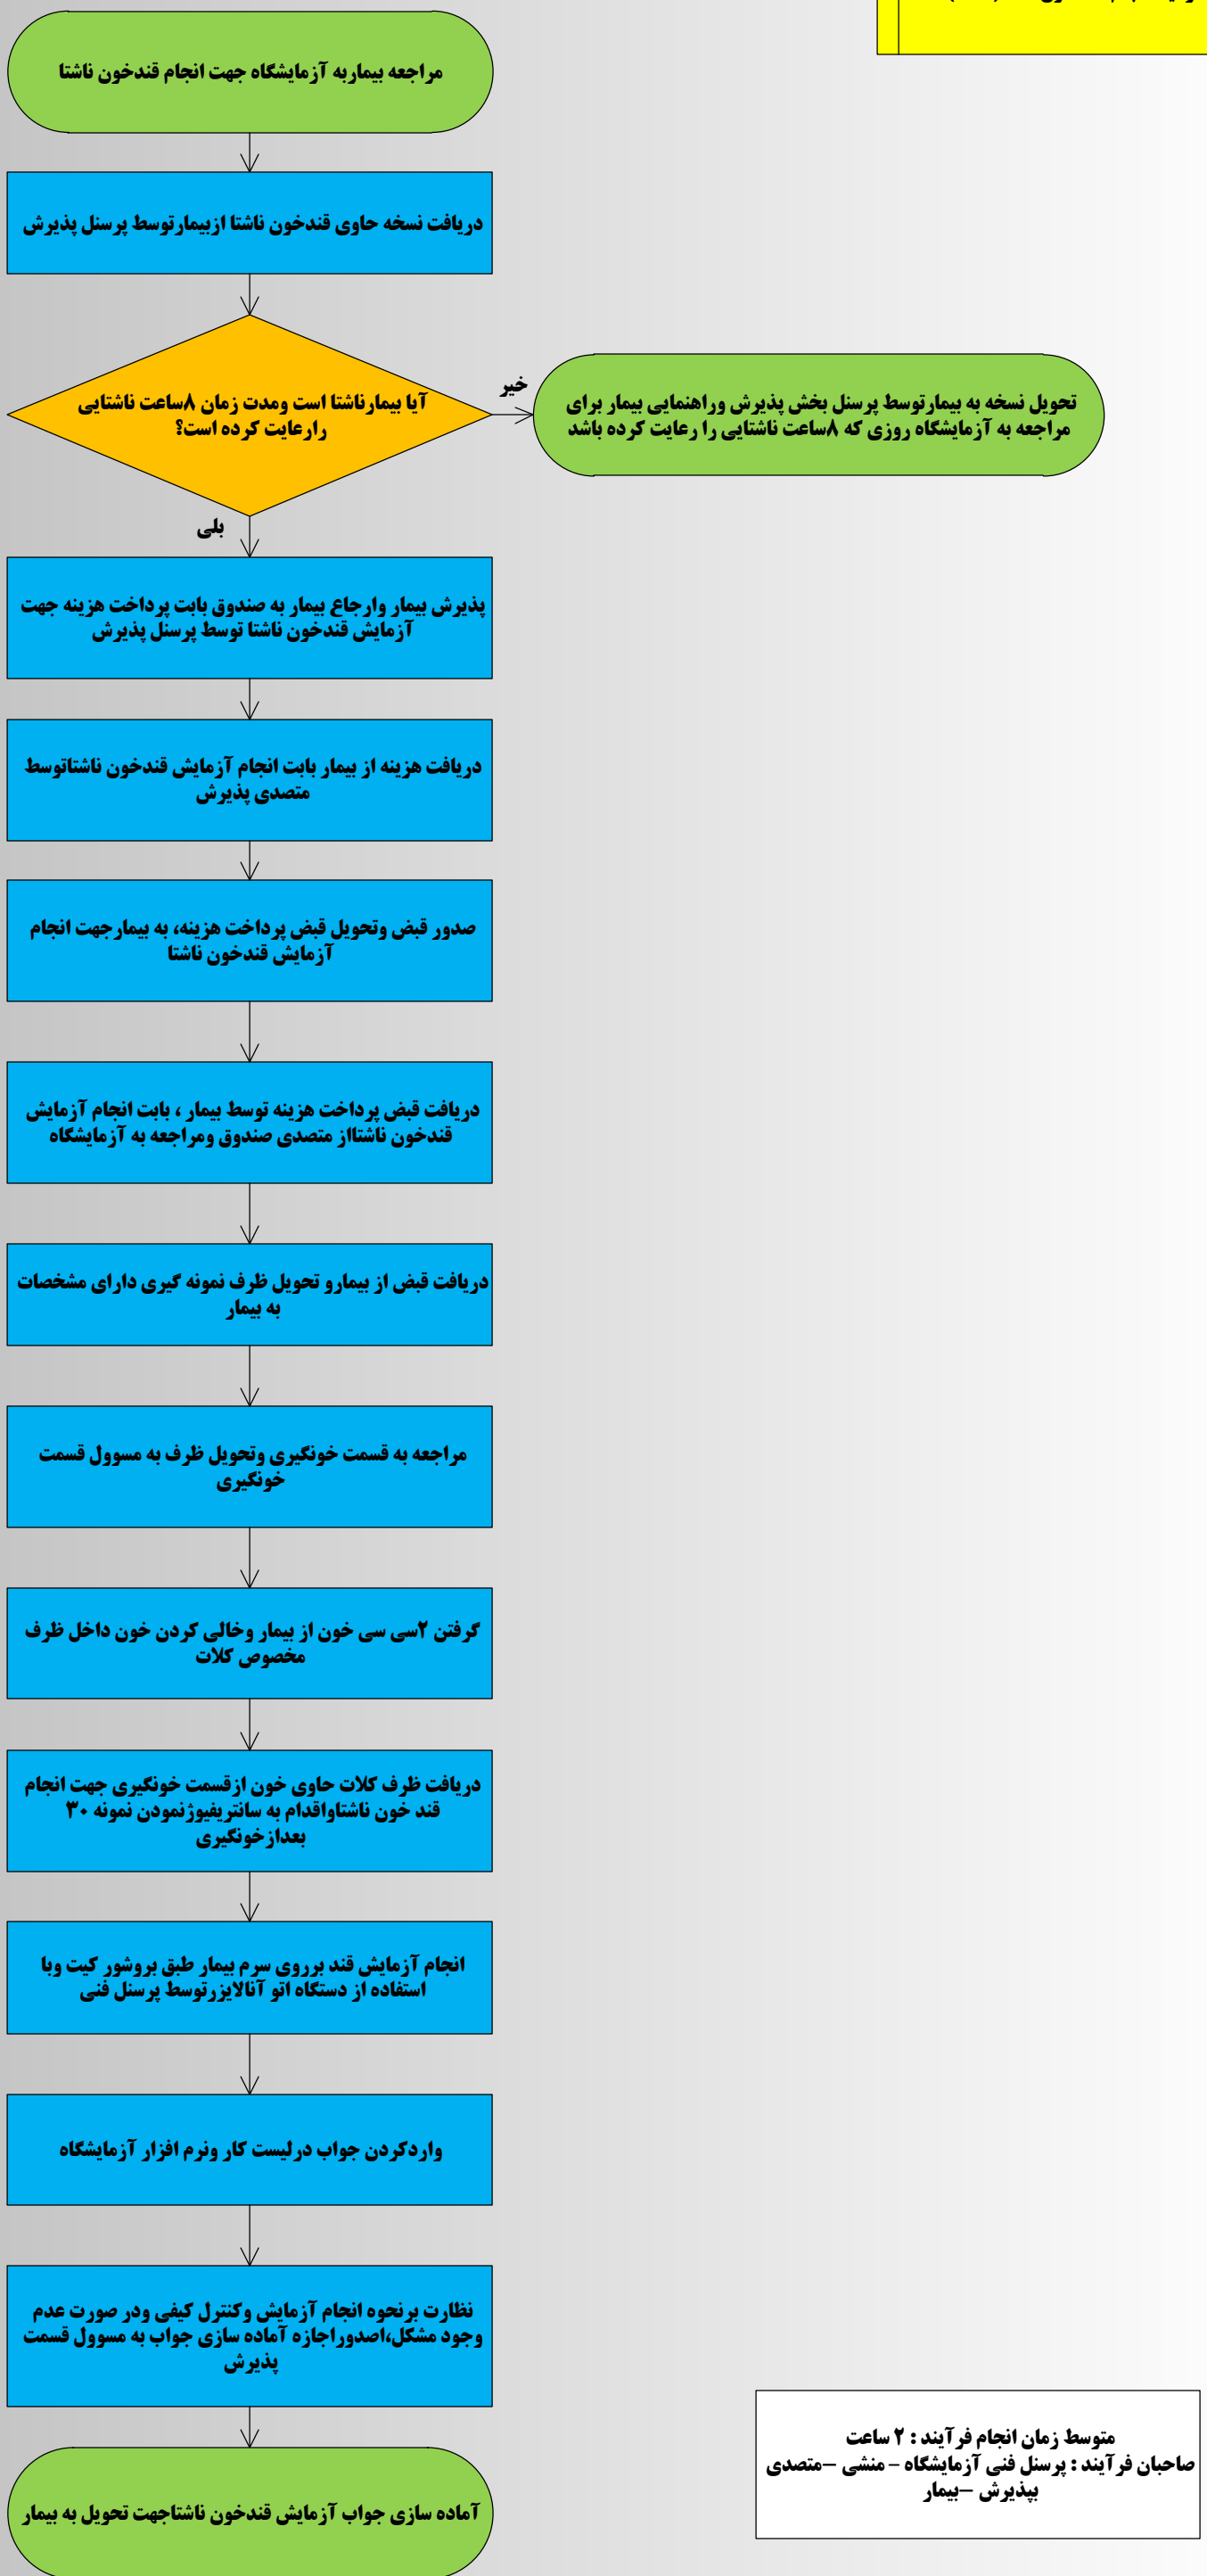 مراجعه بیماربه آزمایشگاه جهت انجام قندخون ناشتا
دریافت نسخه حاوی قندخون ناشتا ازبیمارتوسط پرسنل پذیرش
آیا بیمارناشتا است ومدت زمان ۸ساعت ناشتایی
رارعایت کرده است؟
خیر
تحویل نسخه به بیمارتوسط پرسنل بخش پذیرش وراهنمایی بیمار برای
مراجعه به آزمایشگاه روزی که ۸ساعت ناشتایی را رعایت کرده باشد
بلی
پذیرش بیمار وارجاع بیمار به صندوق بابت پرداخت هزینه جهت
آزمایش قندخون ناشتا توسط پرسنل پذیرش
دریافت هزینه از بیمار بابت انجام آزمایش قندخون ناشتاتوسط
متصدی پذیرش
صدور قبض وتحویل قبض پرداخت هزینه، به بیمارجهت انجام
آزمایش قندخون ناشتا
دریافت قبض پرداخت هزینه توسط بیمار ، بابت انجام آزمایش
قندخون ناشتااز متصدی صندوق ومراجعه به آزمایشگاه
دریافت قبض از بیمارو تحویل ظرف نمونه گیری دارای مشخصات
به بیمار
مراجعه به قسمت خونگیری وتحویل ظرف به مسوول قسمت
خونگیری
گرفتن ۲سی سی خون از بیمار وخالی کردن خون داخل ظرف
مخصوص کلات
دریافت ظرف کلات حاوی خون ازقسمت خونگیری جهت انجام
قند خون ناشتاواقدام به سانتریفیوژنمودن نمونه ۳۰
بعدازخونگیری
انجام آزمایش قند برروی سرم بیمار طبق بروشور کیت وبا
استفاده از دستگاه اتو آنالایزرتوسط پرسنل فنی
واردکردن جواب درلیست کار ونرم افزار آزمایشگاه
نظارت برنحوه انجام آزمایش وکنترل کیفی ودر صورت عدم
وجود مشکل،اصدوراجازه آماده سازی جواب به مسوول قسمت
پذیرش
آماده سازی جواب آزمایش قندخون ناشتاجهت تحویل به بیمار
متوسط زمان انجام فرآیند : ۲ ساعت
صاحبان فرآیند : پرسنل فنی آزمایشگاه - منشی –متصدی
بپذیرش –بیمار